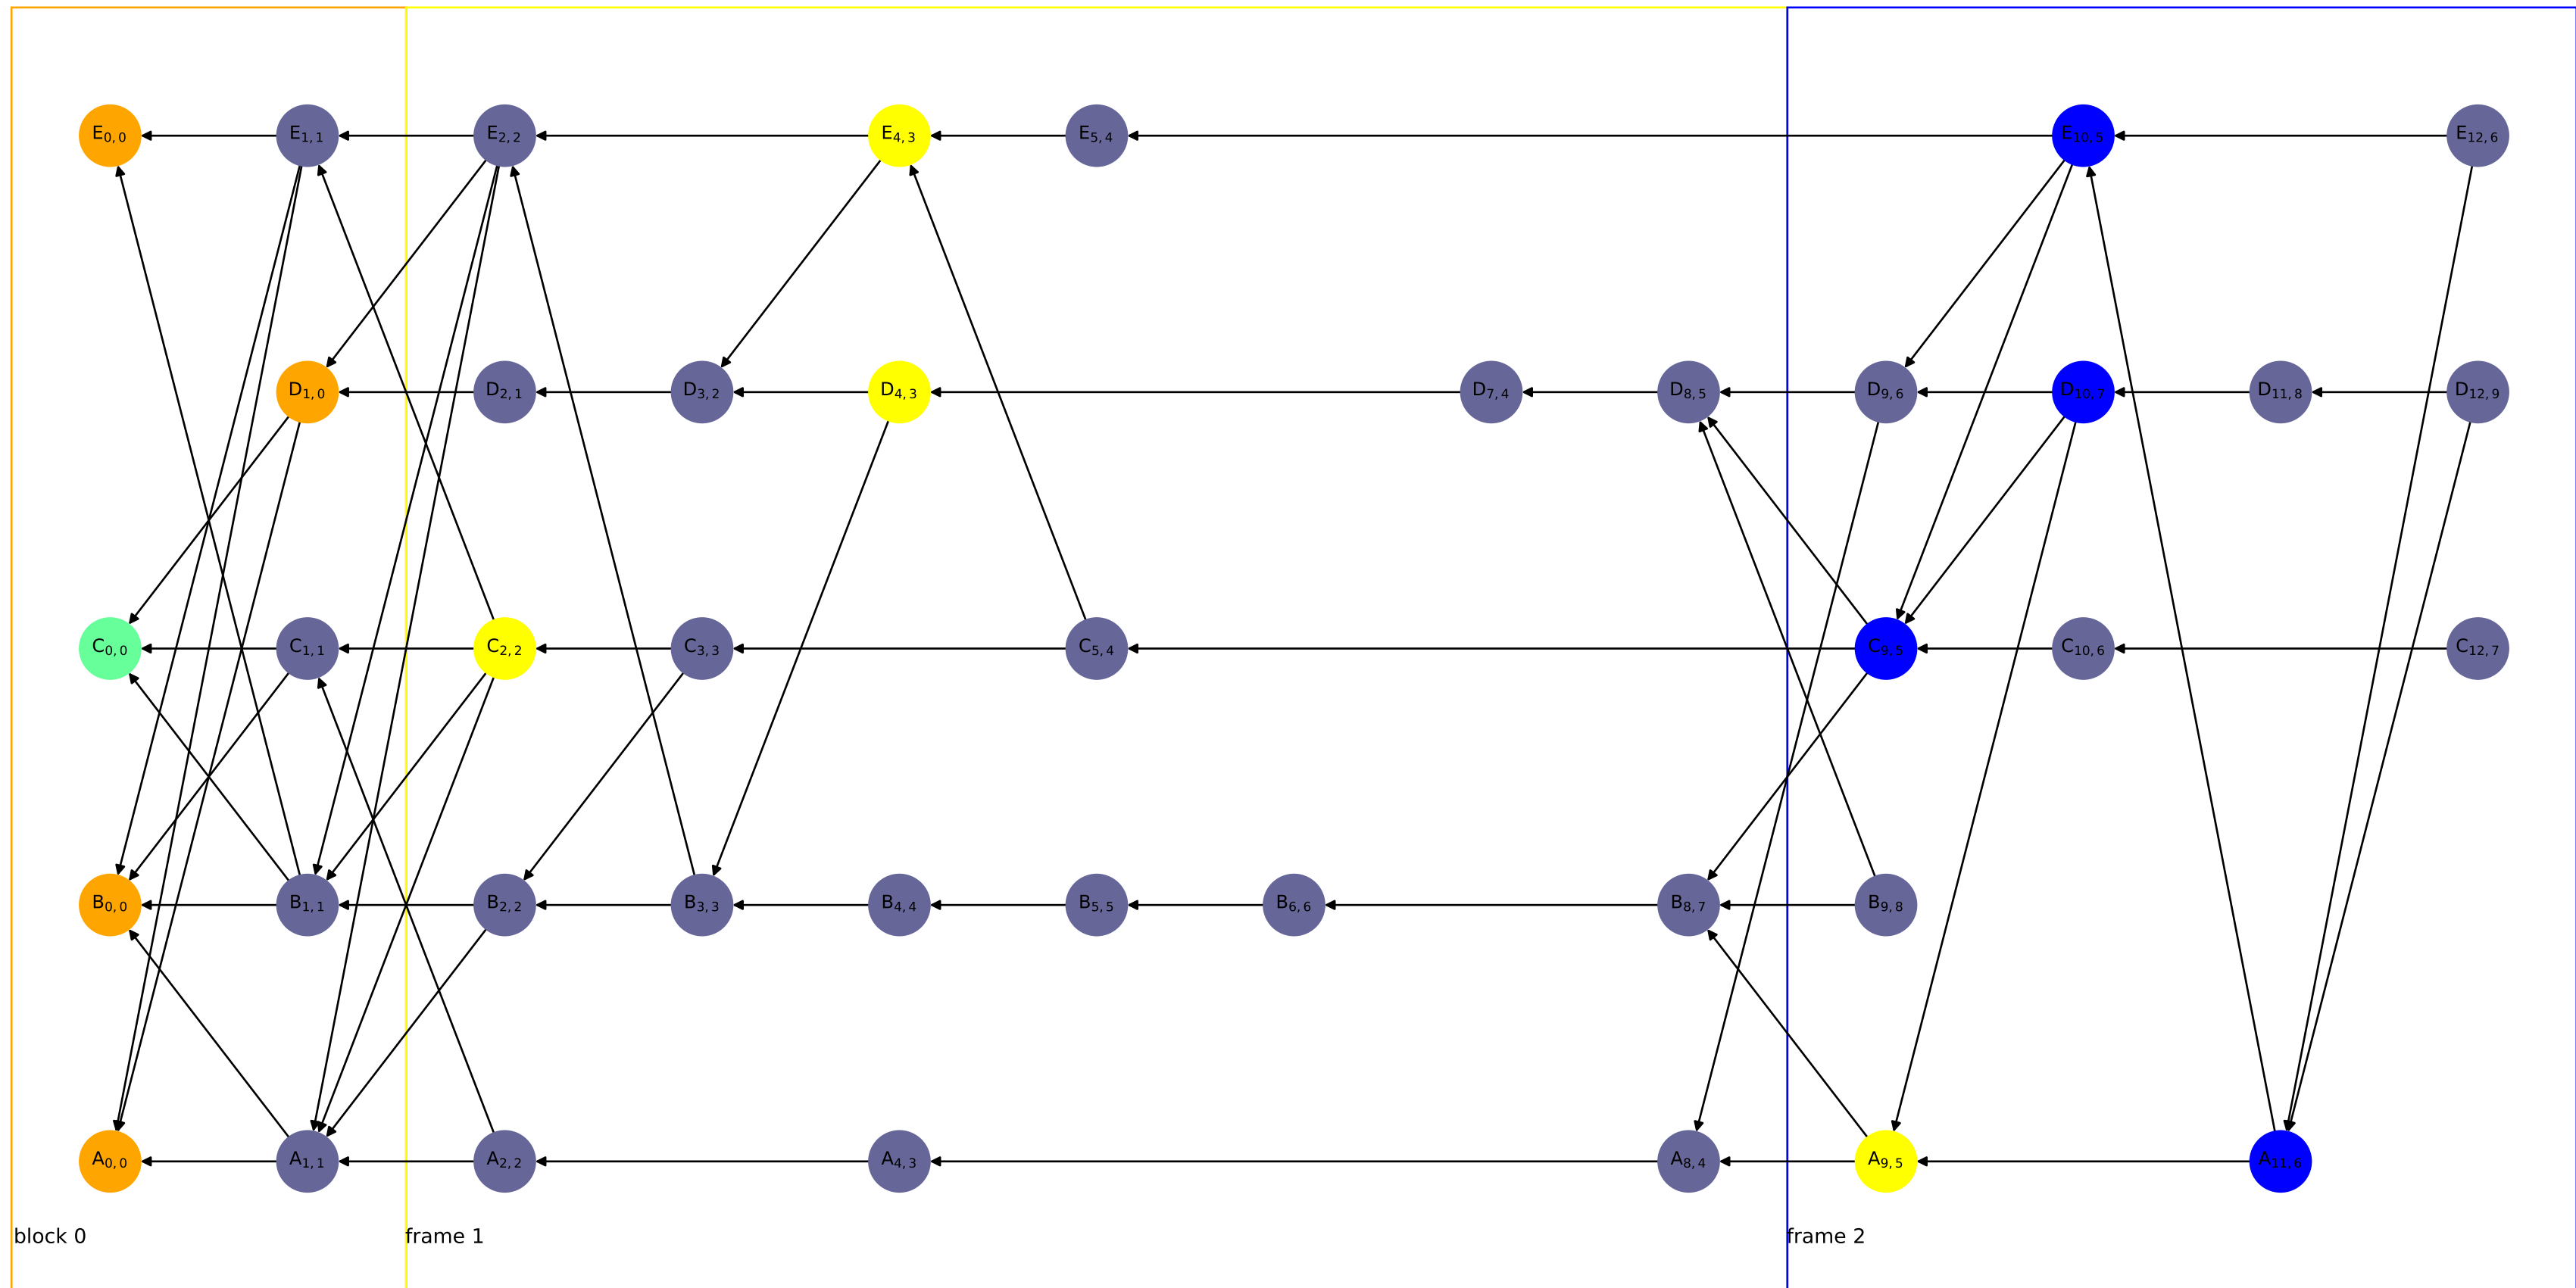 E0,0 E1,1 E2,2 E4,3 E5,4 E10,5 E12,6
D1,0 D2,1 D3,2 D4,3 D7,4 D8,5 D9,6 D10,7 D11,8 D12,9
C0,0 C1,1 C2,2 C3,3 C5,4 C9,5 C10,6 C12,7
B0,0 B1,1 B2,2 B3,3 B4,4 B5,5 B6,6 B8,7 B9,8
A0,0 A1,1 A2,2 A4,3 A8,4 A9,5 A11,6
block 0 frame 1 frame 2